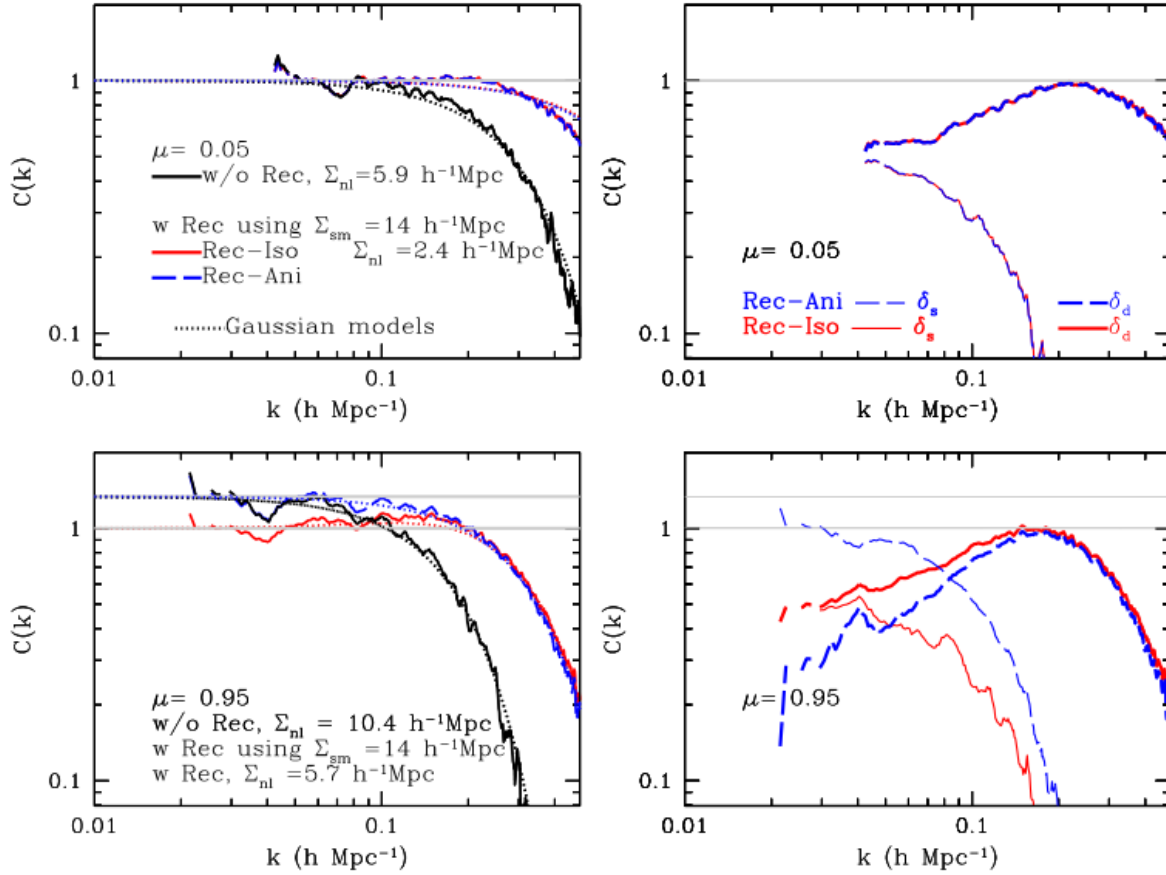 C(k)
1
0.1
μ= 0.05
w/o Rec, Σnl=5.9 h⁻¹Mpc
w Rec using Σsm =14 h⁻¹Mpc
Rec-Iso Σnl =2.4 h⁻¹Mpc
Rec-Ani
Gaussian models
0.01 0.1
k (h Mpc⁻¹)
C(k)
1
0.1
μ= 0.05
Rec-Ani δs δd
Rec-Iso δs δd
0.01 0.1
k (h Mpc⁻¹)
C(k)
1
0.1
μ= 0.95
w/o Rec, Σnl = 10.4 h⁻¹Mpc
w Rec using Σsm =14 h⁻¹Mpc
w Rec, Σnl =5.7 h⁻¹Mpc
0.01 0.1
k (h Mpc⁻¹)
C(k)
1
0.1
μ= 0.95
0.01 0.1
k (h Mpc⁻¹)